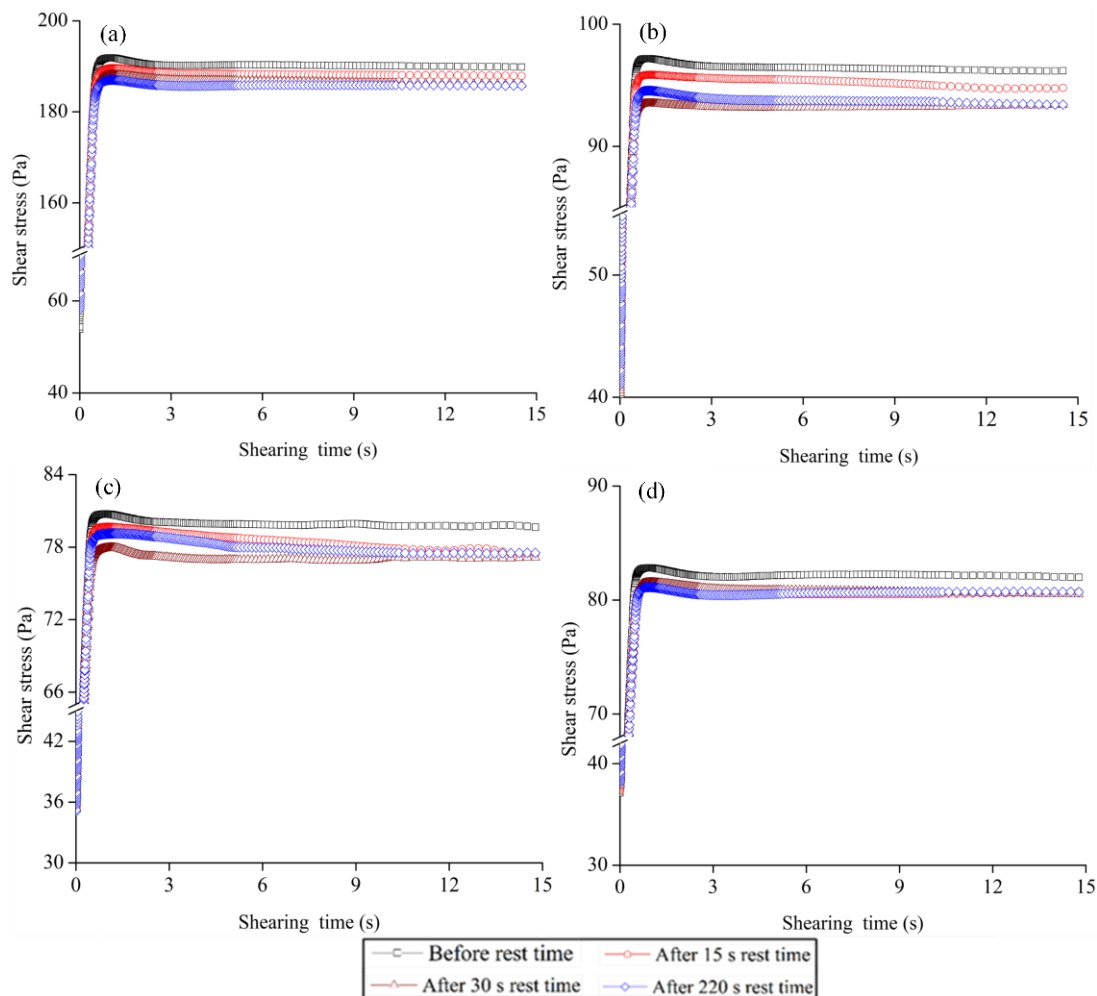 (a)
200
180
160
60
40
0 3 6 9 12 15
Shear stress (Pa)
Shearing time (s)
(b)
100
90
50
40
0 3 6 9 12 15
Shear stress (Pa)
Shearing time (s)
(c)
84
78
72
66
42
36
30
0 3 6 9 12 15
Shear stress (Pa)
Shearing time (s)
(d)
90
80
70
40
30
0 3 6 9 12 15
Shear stress (Pa)
Shearing time (s)
Before rest time
After 15 s rest time
After 30 s rest time
After 220 s rest time